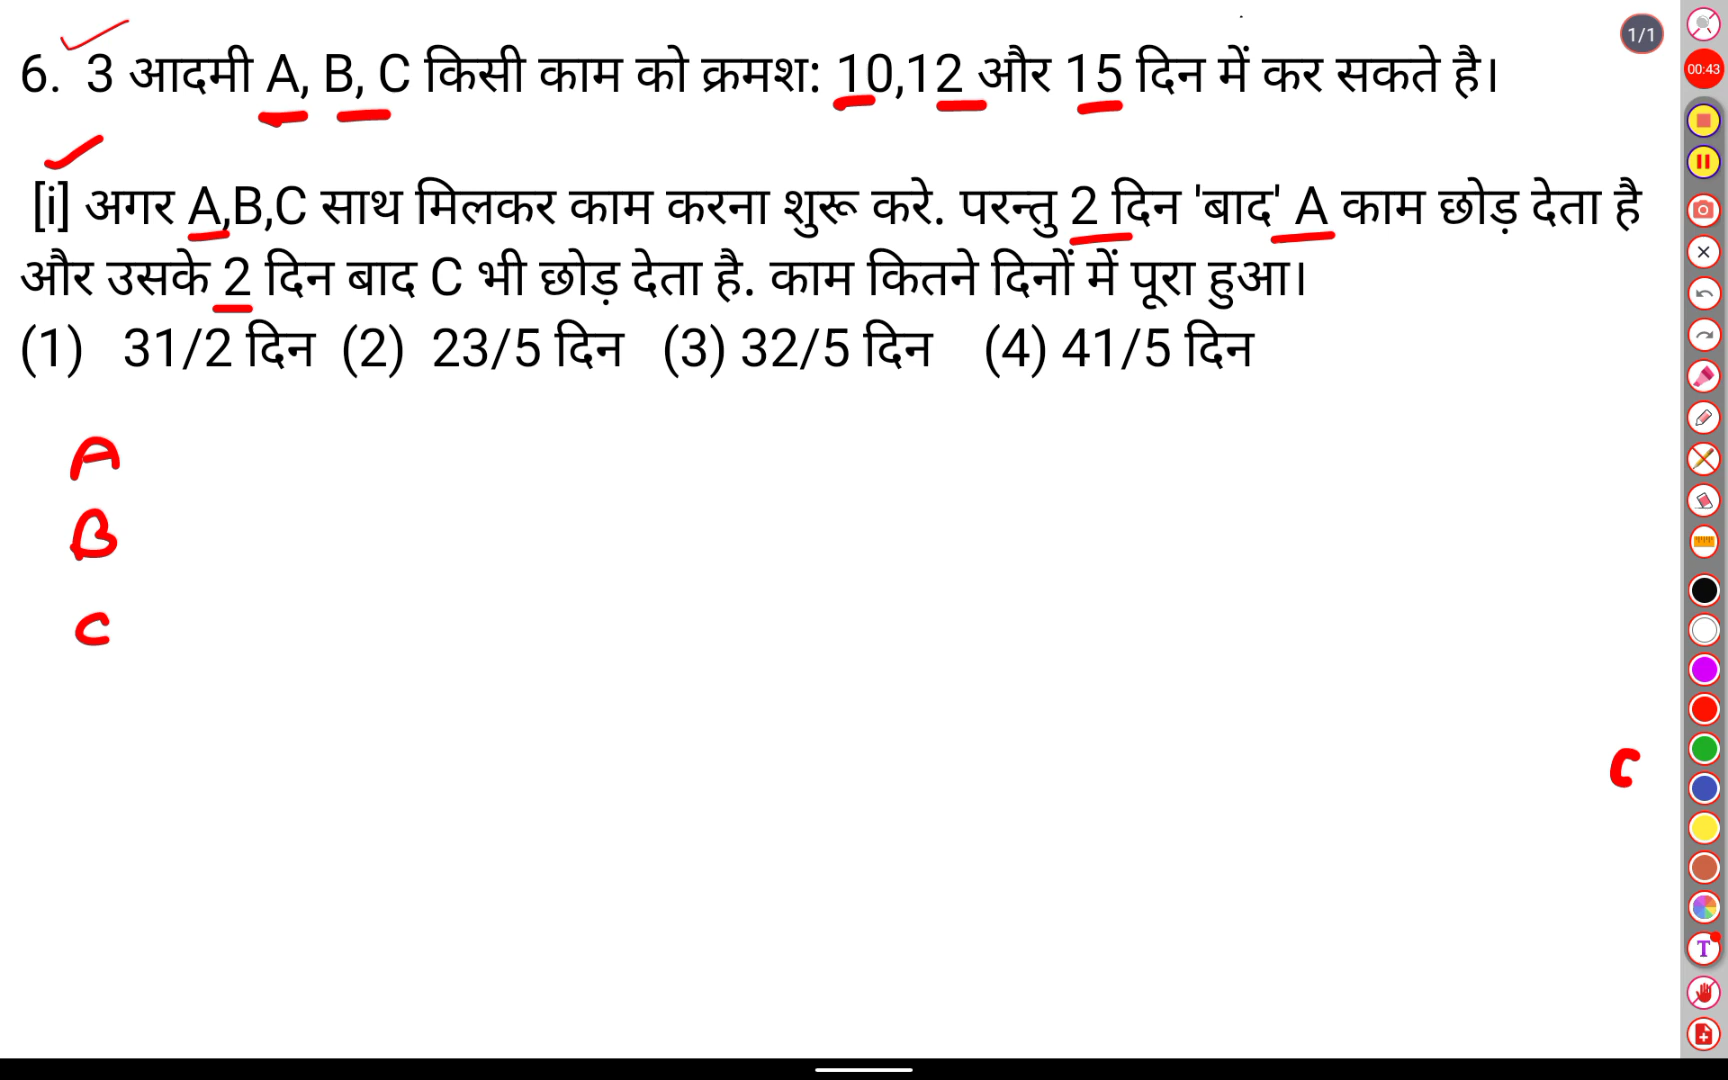 1/1
00:43
6. 3 आदमी A, B, C किसी काम को क्रमश: 10,12 और 15 दिन में कर सकते है।
[i] अगर A,B,C साथ मिलकर काम करना शुरू करे. परन्तु 2 दिन 'बाद' A काम छोड़ देता है
और उसके 2 दिन बाद C भी छोड़ देता है. काम कितने दिनों में पूरा हुआ।
(1) 31/2 दिन (2) 23/5 दिन (3) 32/5 दिन (4) 41/5 दिन
A
B
C
C
T